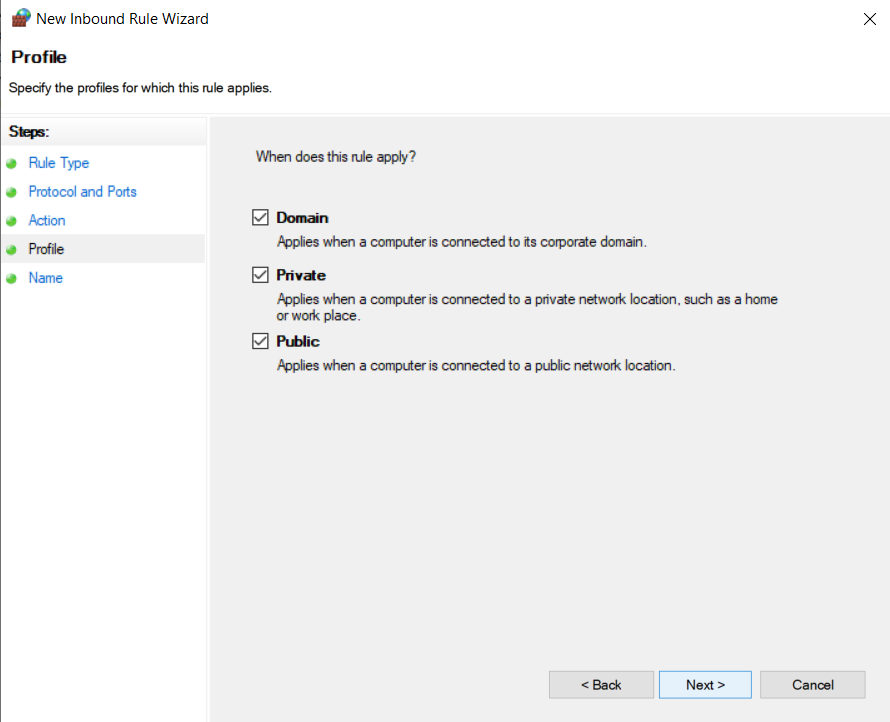 New Inbound Rule Wizard
Profile
Specify the profiles for which this rule applies.
Steps:
Rule Type
Protocol and Ports
Action
Profile
Name
When does this rule apply?
Domain
Applies when a computer is connected to its corporate domain.
Private
Applies when a computer is connected to a private network location, such as a home
or work place.
Public
Applies when a computer is connected to a public network location.
< Back
Next >
Cancel